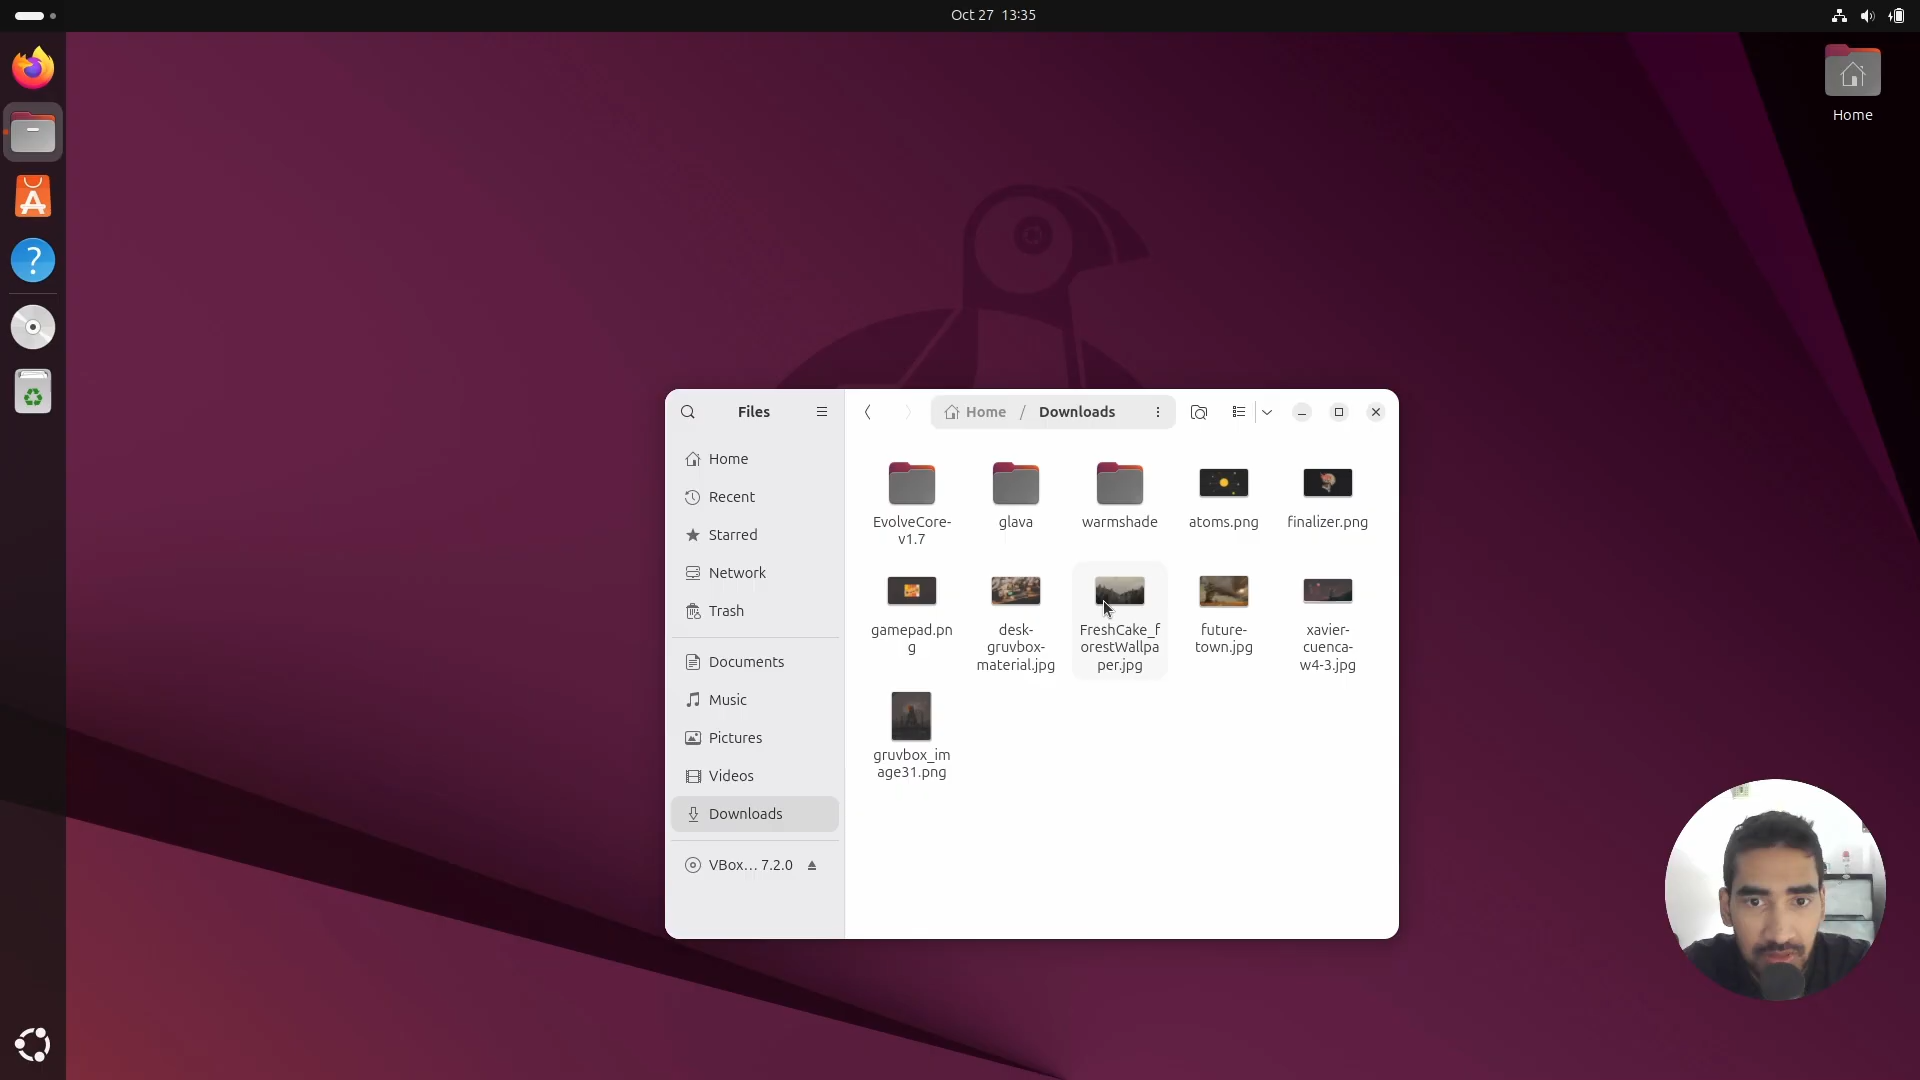 Oct 27 13:35
Home
Files
Home / Downloads
Home
Recent
Starred
Network
Trash
Documents
Music
Pictures
Videos
Downloads
VBox… 7.2.0
EvolveCore-
v1.7
glava
warmshade
atoms.png
finalizer.png
gamepad.pn
g
desk-
gruvbox-
material.jpg
FreshCake_f
orestWallpa
per.jpg
future-
town.jpg
xavier-
cuenca-
w4-3.jpg
gruvbox_im
age31.png